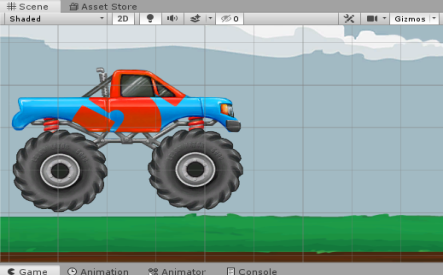 Scene Asset Store
Shaded 2D 0 Gizmos
Game Animation Animator Console